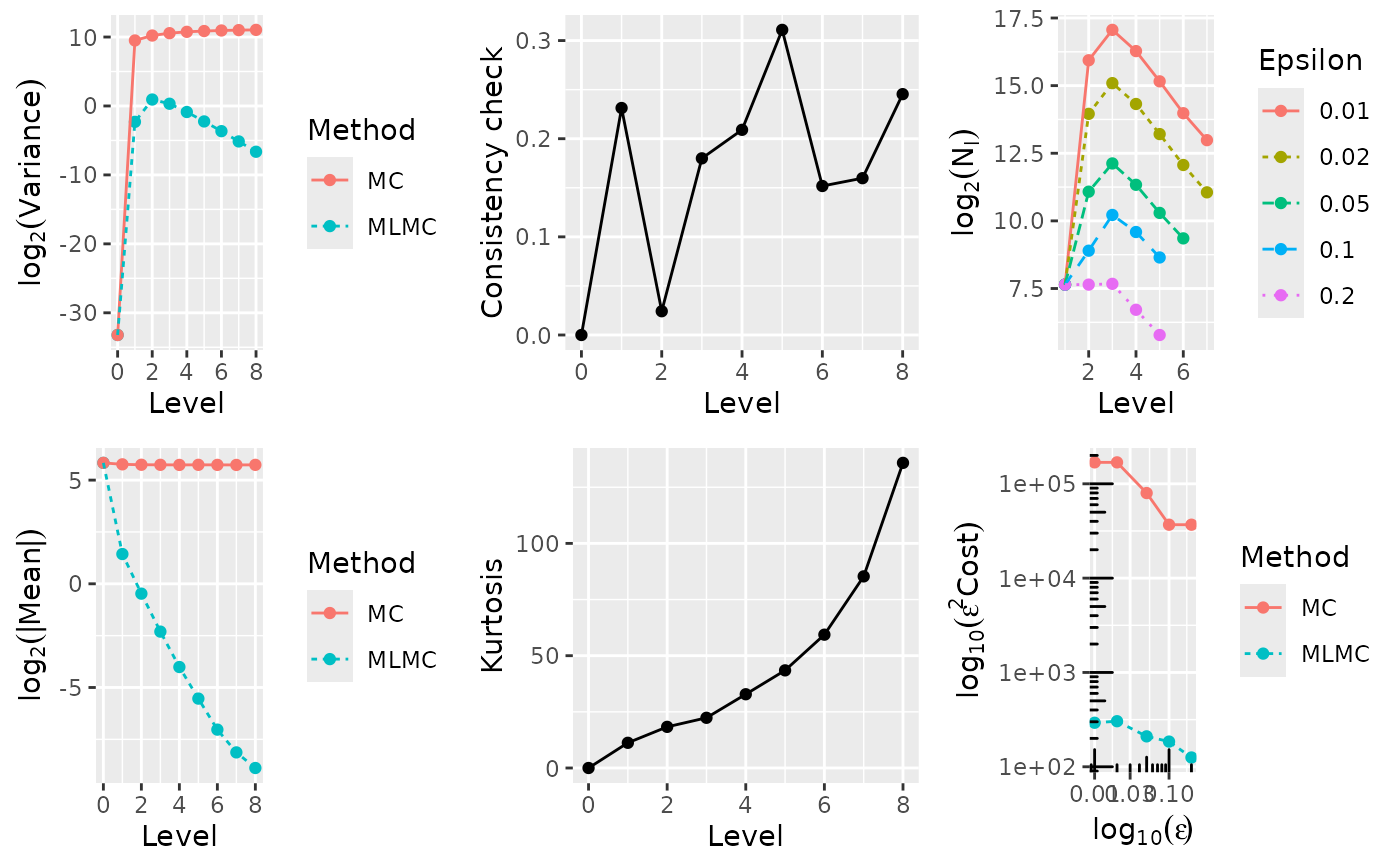 log2(Variance)
10
0
-10
-20
-30
0 2 4 6 8
Level
Method
MC
MLMC
Consistency check
0.3
0.2
0.1
0.0
0 2 4 6 8
Level
log2(Nl)
17.5
15.0
12.5
10.0
7.5
2 4 6
Level
Epsilon
0.01
0.02
0.05
0.1
0.2
log2(|Mean|)
5
0
-5
0 2 4 6 8
Level
Method
MC
MLMC
Kurtosis
100
50
0
0 2 4 6 8
Level
log10(ε2Cost)
1e+05
1e+04
1e+03
1e+02
0.10
log10(ε)
Method
MC
MLMC